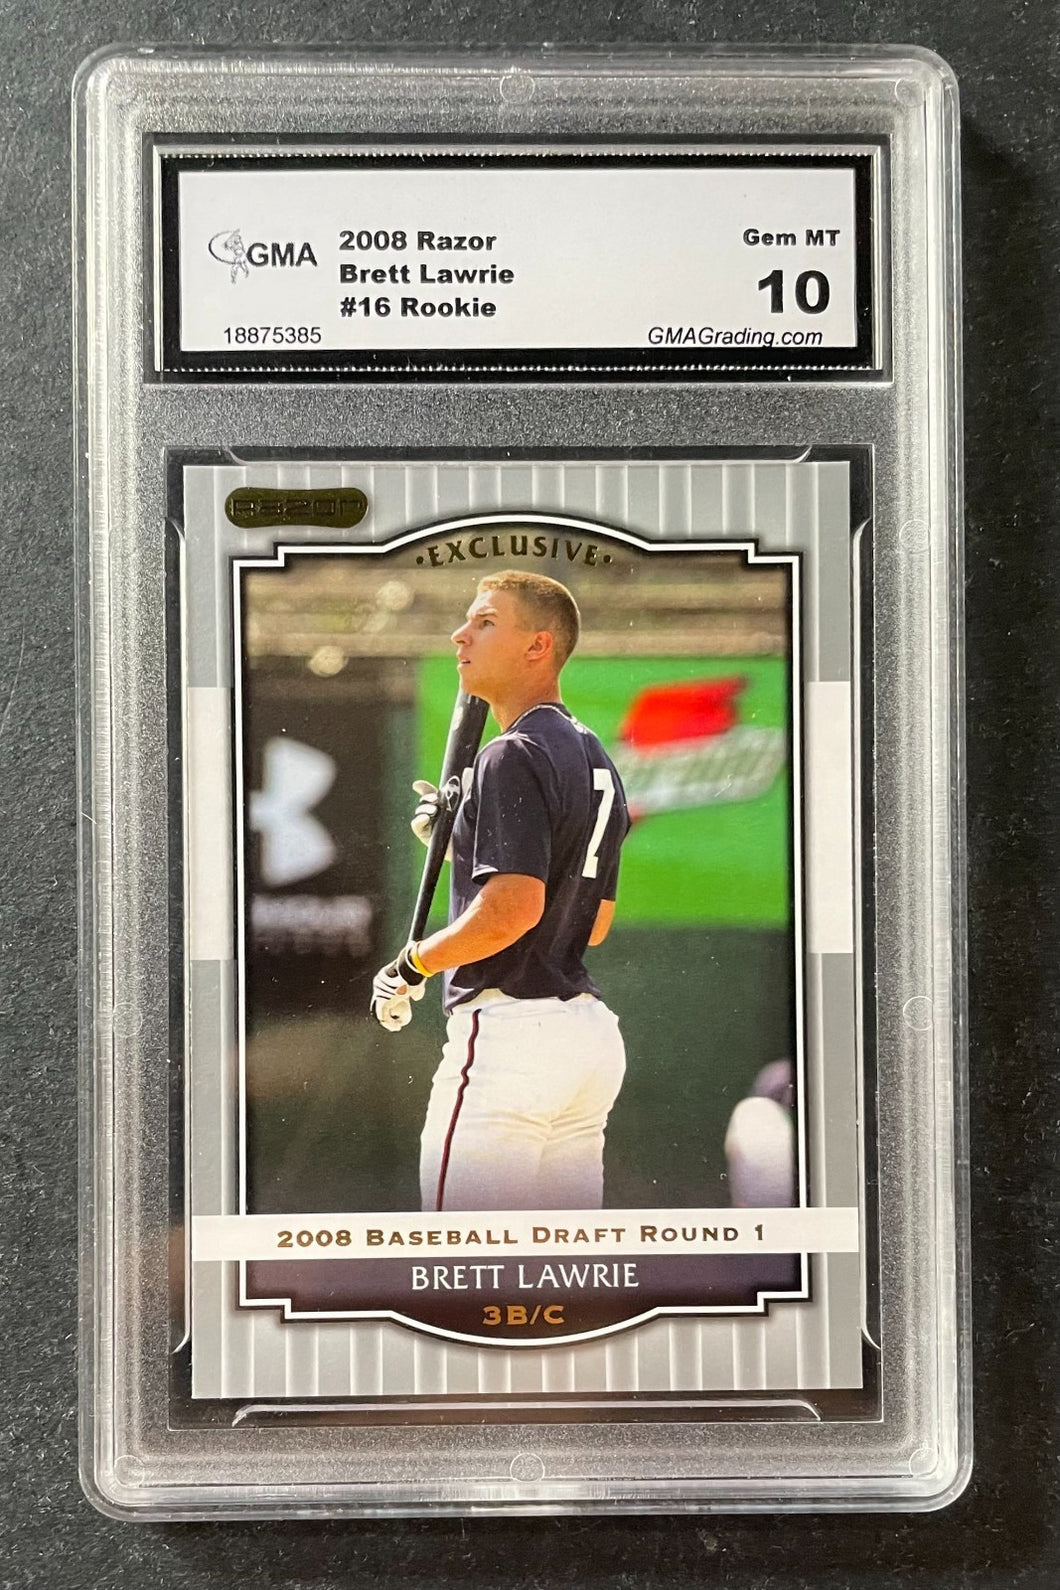 GMA
2008 Razor
Brett Lawrie
#16 Rookie
18875385
Gem MT
10
GMAGrading.com
RAZOR
·EXCLUSIVE·
7
2008 BASEBALL DRAFT ROUND 1
BRETT LAWRIE
3B/C